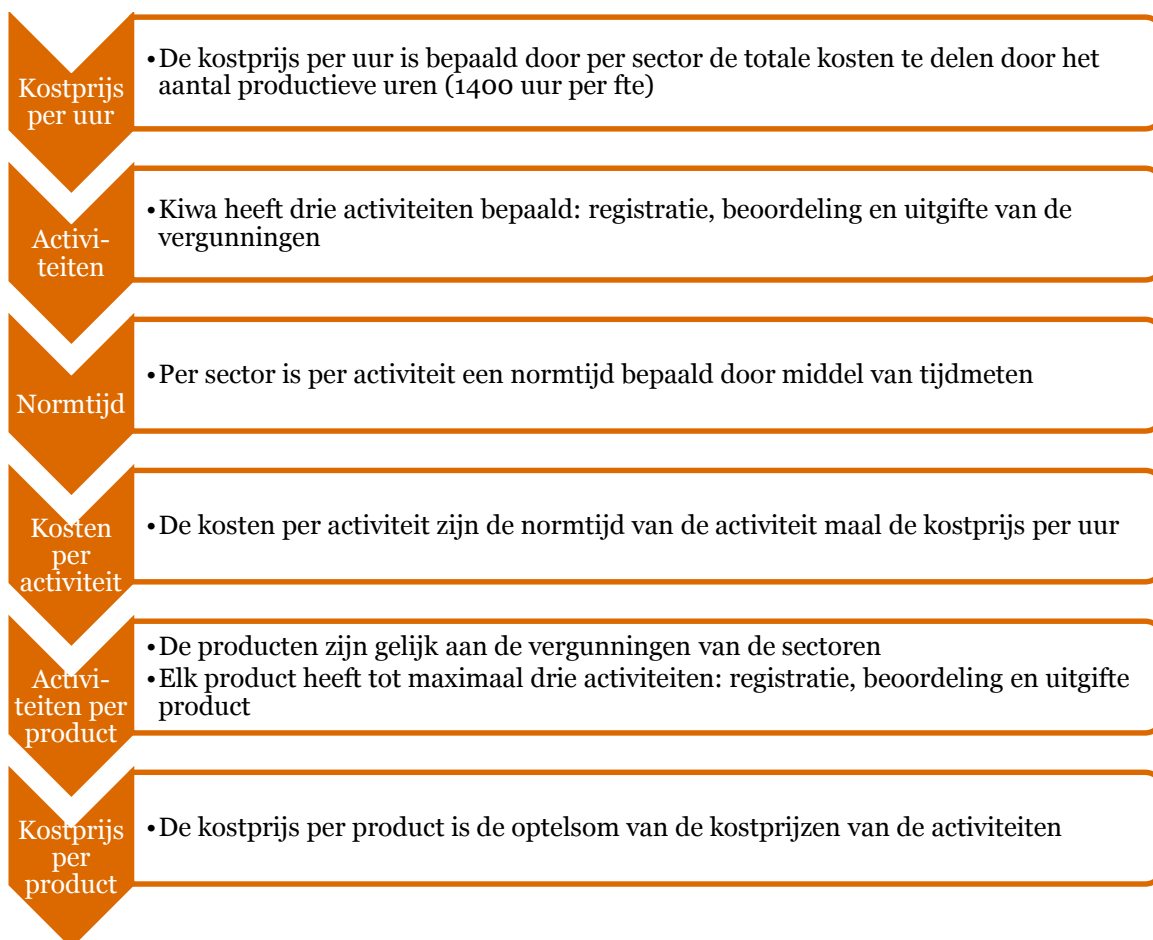 Kostprijs
per uur
•De kostprijs per uur is bepaald door per sector de totale kosten te delen door het
aantal productieve uren (1400 uur per fte)
Activi-
teiten
•Kiwa heeft drie activiteiten bepaald: registratie, beoordeling en uitgifte van de
vergunningen
Normtijd
•Per sector is per activiteit een normtijd bepaald door middel van tijdmeten
Kosten
per
activiteit
•De kosten per activiteit zijn de normtijd van de activiteit maal de kostprijs per uur
Activi-
teiten per
product
•De producten zijn gelijk aan de vergunningen van de sectoren
•Elk product heeft tot maximaal drie activiteiten: registratie, beoordeling en uitgifte
product
Kostprijs
per
product
•De kostprijs per product is de optelsom van de kostprijzen van de activiteiten